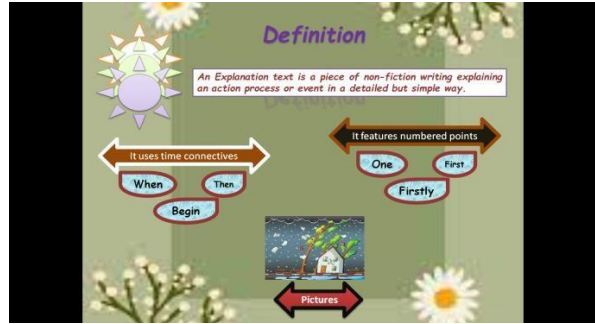 Definition
An Explanation text is a piece of non-fiction writing explaining
an action process or event in a detailed but simple way.
It uses time connectives
When
Then
Begin
It features numbered points
One
First
Firstly
Pictures